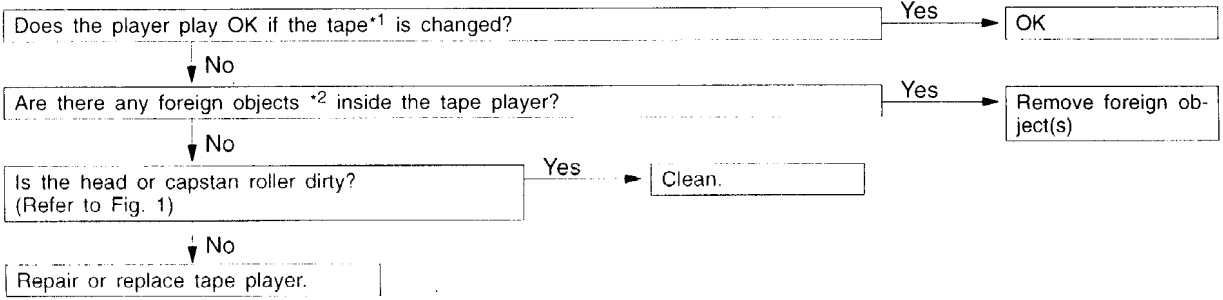 Does the player play OK if the tape*1 is changed?
Yes
OK
No
Are there any foreign objects *2 inside the tape player?
Yes
Remove foreign ob-
ject(s)
No
Is the head or capstan roller dirty?
(Refer to Fig. 1)
Yes
Clean.
No
Repair or replace tape player.